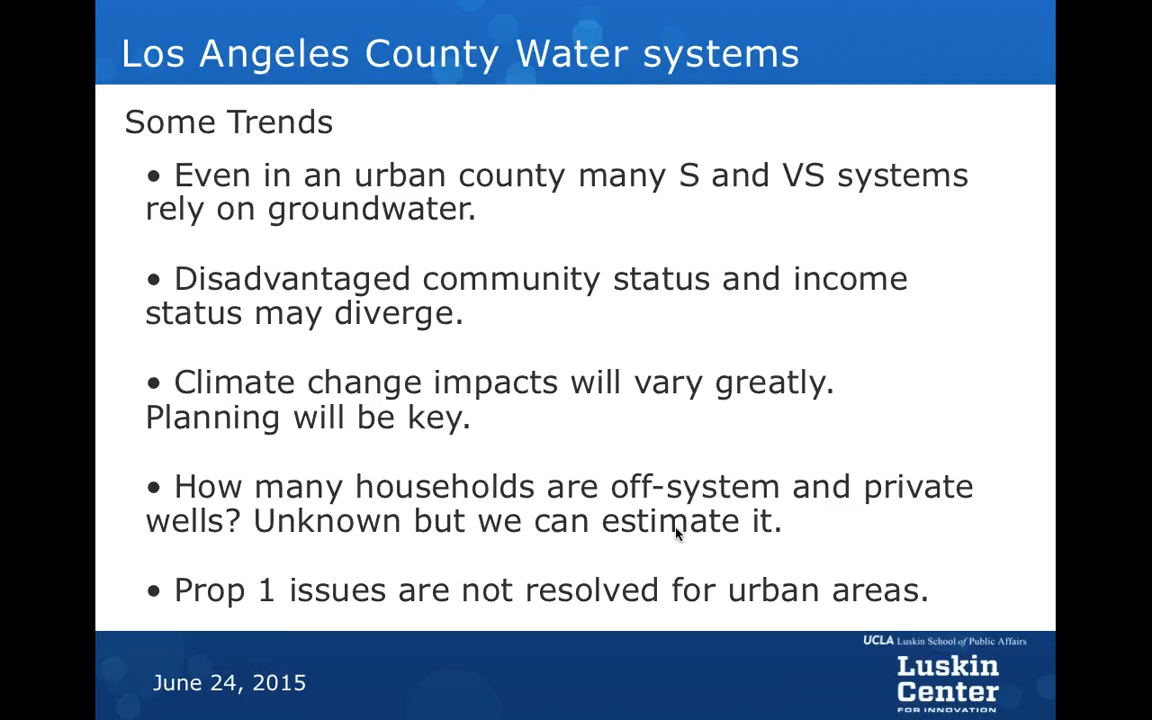 Los Angeles County Water systems
Some Trends
• Even in an urban county many S and VS systems
rely on groundwater.
• Disadvantaged community status and income
status may diverge.
• Climate change impacts will vary greatly.
Planning will be key.
• How many households are off-system and private
wells? Unknown but we can estimate it.
• Prop 1 issues are not resolved for urban areas.
UCLA Luskin School of Public Affairs
June 24, 2015
Luskin
Center
FOR INNOVATION